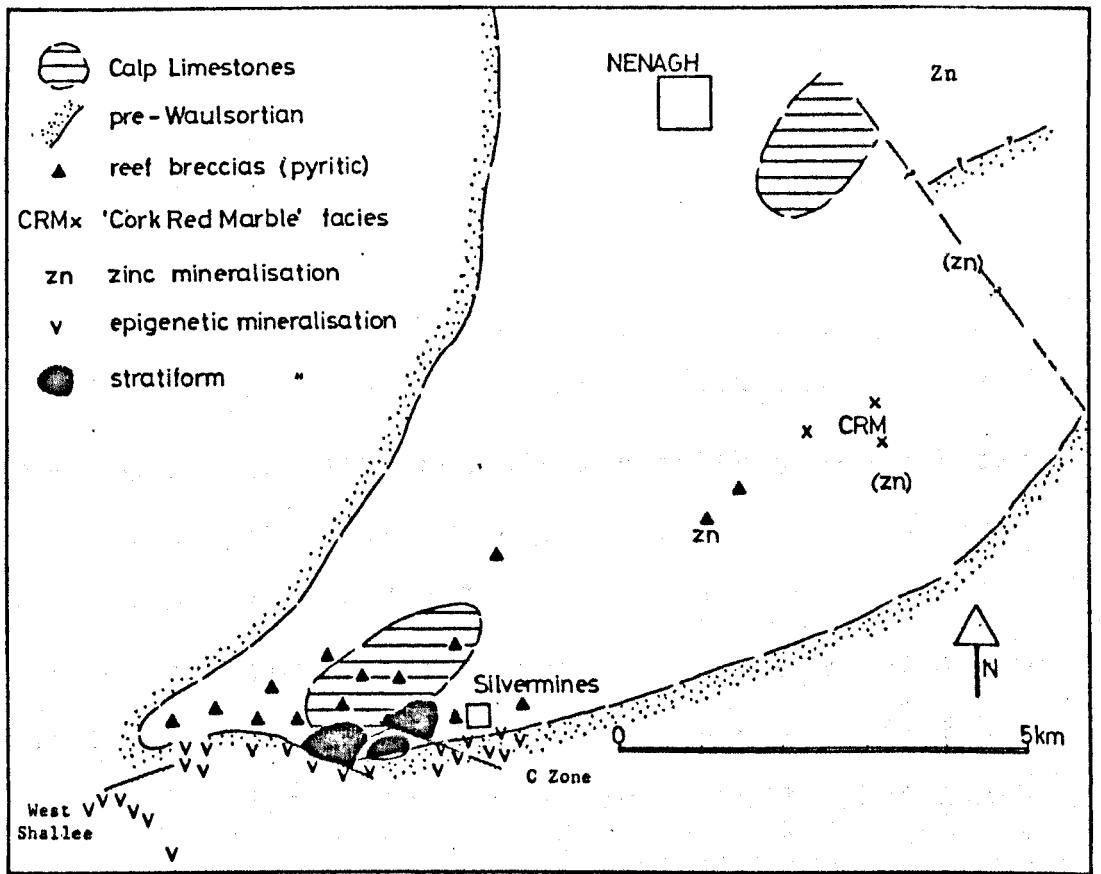 Calp Limestones
pre-Waulsortian
reef breccias (pyritic)
CRMx 'Cork Red Marble' facies
zn zinc mineralisation
v epigenetic mineralisation
stratiform "
NENAGH
Zn
(zn)
x
x CRM
x
(zn)
zn
Silvermines
N
0 5km
C Zone
West
Shallee